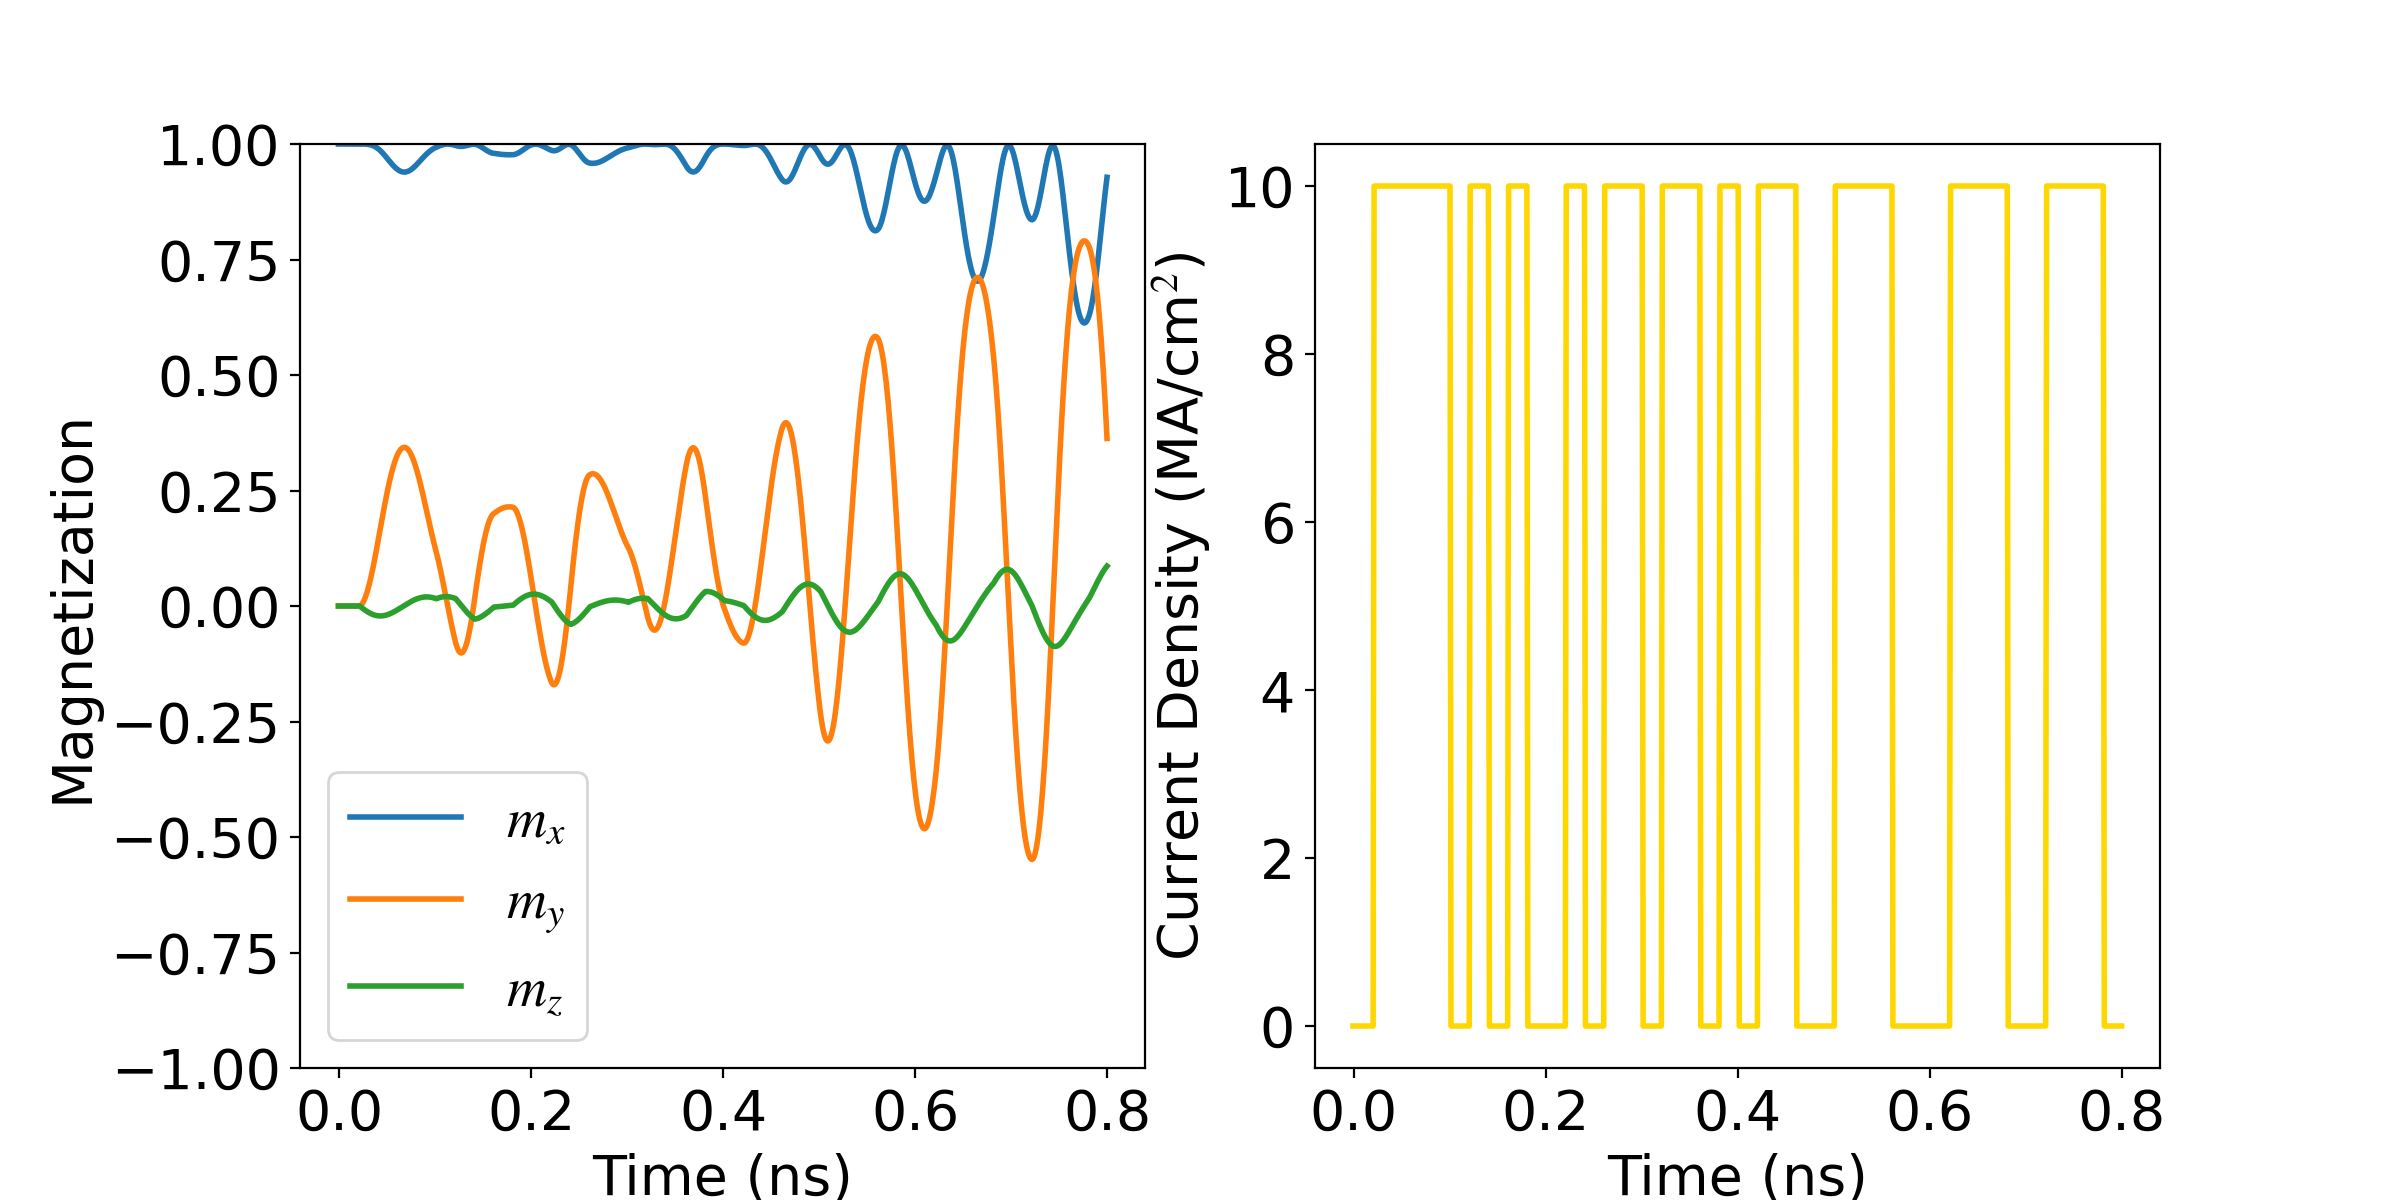 Magnetization
1.00
0.75
0.50
0.25
0.00
−0.25
−0.50
−0.75
−1.00
m_x
m_y
m_z
0.0 0.2 0.4 0.6 0.8
Time (ns)
Current Density (MA/cm²)
10
8
6
4
2
0
0.0 0.2 0.4 0.6 0.8
Time (ns)